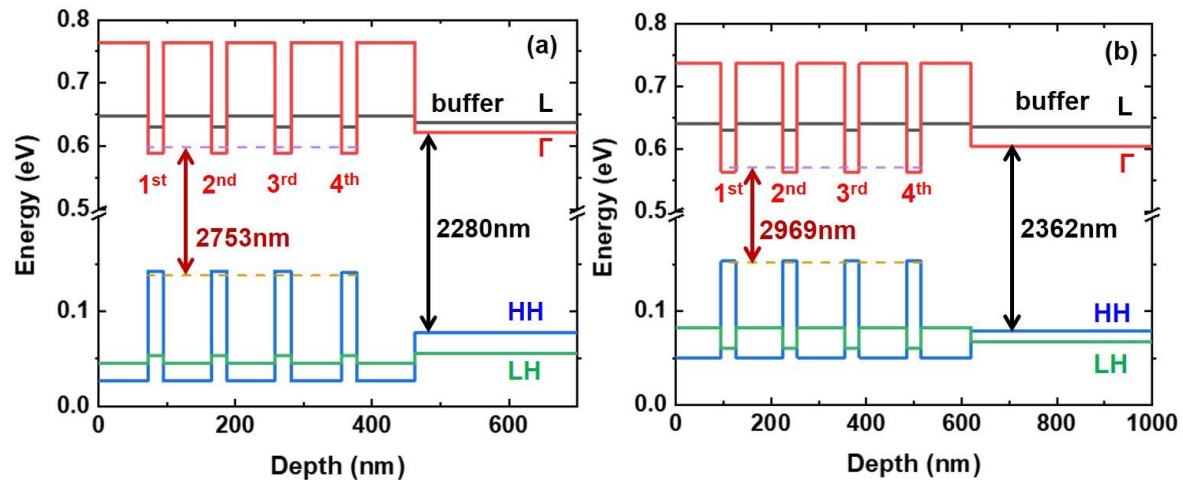 (a)
Energy (eV)
0.8
0.7
0.6
0.5
0.1
0.0
buffer
L
Γ
1st
2nd
3rd
4th
2753nm
2280nm
HH
LH
0
200
400
600
Depth (nm)
(b)
Energy (eV)
0.8
0.7
0.6
0.5
0.1
0.0
buffer
L
Γ
1st
2nd
3rd
4th
2969nm
2362nm
HH
LH
0
200
400
600
800
1000
Depth (nm)